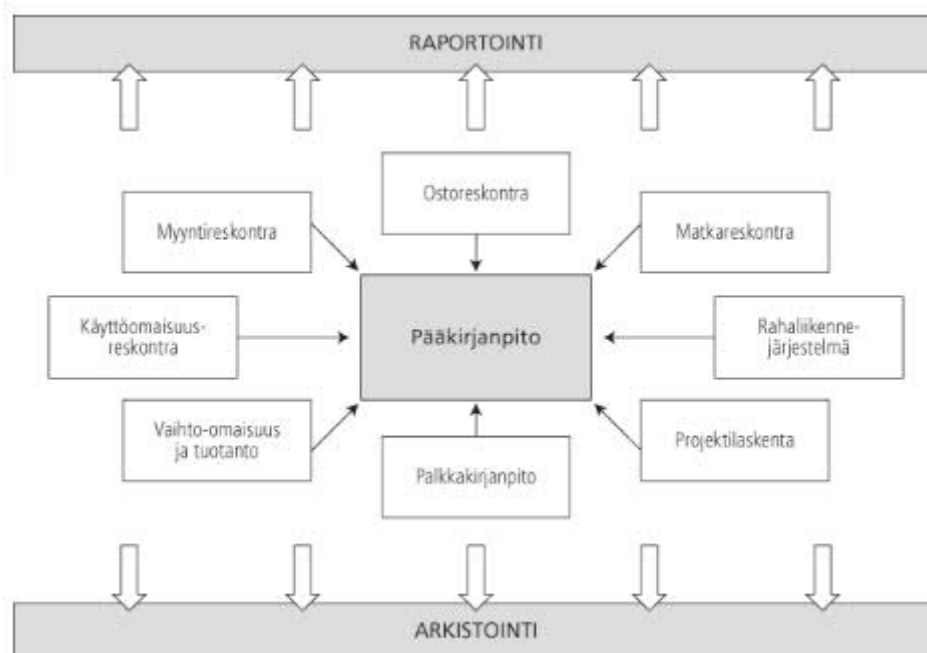 RAPORTOINTI
Ostoreskontra
Myyntireskontra
Matkareskontra
Käyttöomaisuus-
reskontra
Pääkirjanpito
Rahaliikenne-
järjestelmä
Vaihto-omaisuus
ja tuotanto
Palkkakirjanpito
Projektilaskenta
ARKISTOINTI